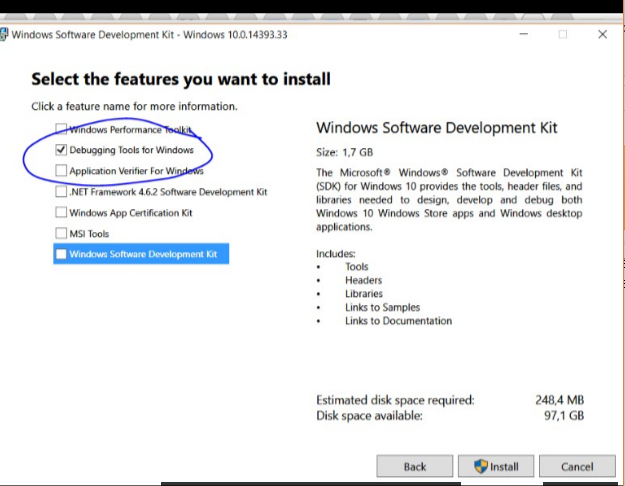 Windows Software Development Kit - Windows 10.0.14393.33
Select the features you want to install
Click a feature name for more information.
Windows Performance Toolkit
Debugging Tools for Windows
Application Verifier For Windows
.NET Framework 4.6.2 Software Development Kit
Windows App Certification Kit
MSI Tools
Windows Software Development Kit
Windows Software Development Kit
Size: 1,7 GB
The Microsoft® Windows® Software Development Kit
(SDK) for Windows 10 provides the tools, header files, and
libraries needed to design, develop and debug both
Windows 10 Windows Store apps and Windows desktop
applications.
Includes:
• Tools
• Headers
• Libraries
• Links to Samples
• Links to Documentation
Estimated disk space required: 248,4 MB
Disk space available: 97,1 GB
Back Install Cancel